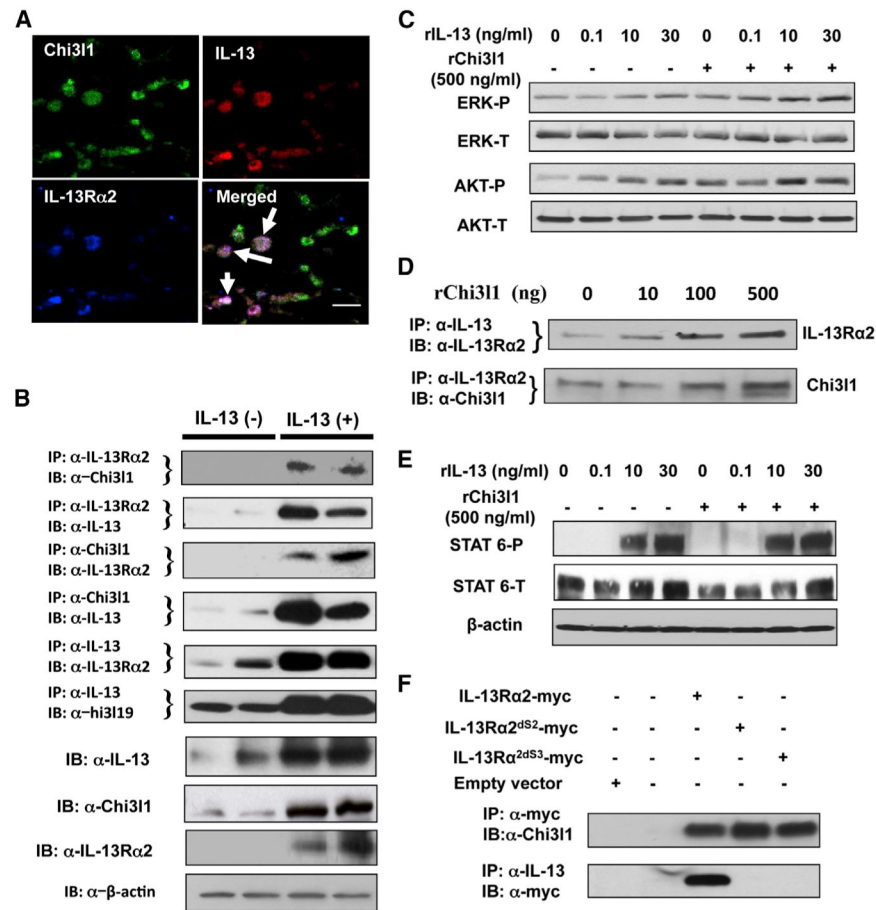 A
Chi3l1
IL-13
IL-13Rα2
Merged
B
IL-13 (-) IL-13 (+)
IP: α-IL-13Rα2
IB: α-Chi3l1
IP: α-IL-13Rα2
IB: α-IL-13
IP: α-Chi3l1
IB: α-IL-13Rα2
IP: α-Chi3l1
IB: α-IL-13
IP: α-IL-13
IB: α-IL-13Rα2
IP: α-IL-13
IB: α-hi3l19
IB: α-IL-13
IB: α-Chi3l1
IB: α-IL-13Rα2
IB: α-β-actin
C
rIL-13 (ng/ml) 0 0.1 10 30 0 0.1 10 30
rChi3l1 - - - - + + + +
(500 ng/ml)
ERK-P
ERK-T
AKT-P
AKT-T
D
rChi3l1 (ng) 0 10 100 500
IP: α-IL-13
IB: α-IL-13Rα2
IL-13Rα2
IP: α-IL-13Rα2
IB: α-Chi3l1
Chi3l1
E
rIL-13 (ng/ml) 0 0.1 10 30 0 0.1 10 30
rChi3l1 - - - - + + + +
(500 ng/ml)
STAT 6-P
STAT 6-T
β-actin
F
IL-13Rα2-myc - - + - -
IL-13Rα2dS2-myc - - - + -
IL-13Rα2dS3-myc - - - - +
Empty vector + - - - -
IP: α-myc
IB:α-Chi3l1
IP: α-IL-13
IB: α-myc